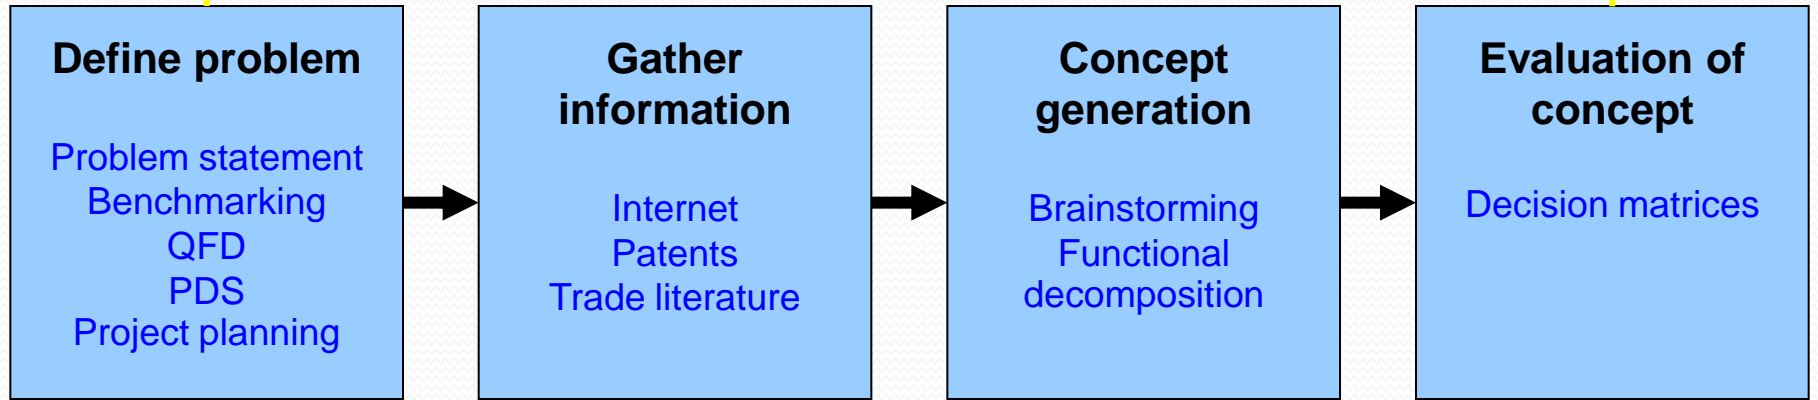 Define problem
Problem statement
Benchmarking
QFD
PDS
Project planning
Gather
information
Internet
Patents
Trade literature
Concept
generation
Brainstorming
Functional
decomposition
Evaluation of
concept
Decision matrices